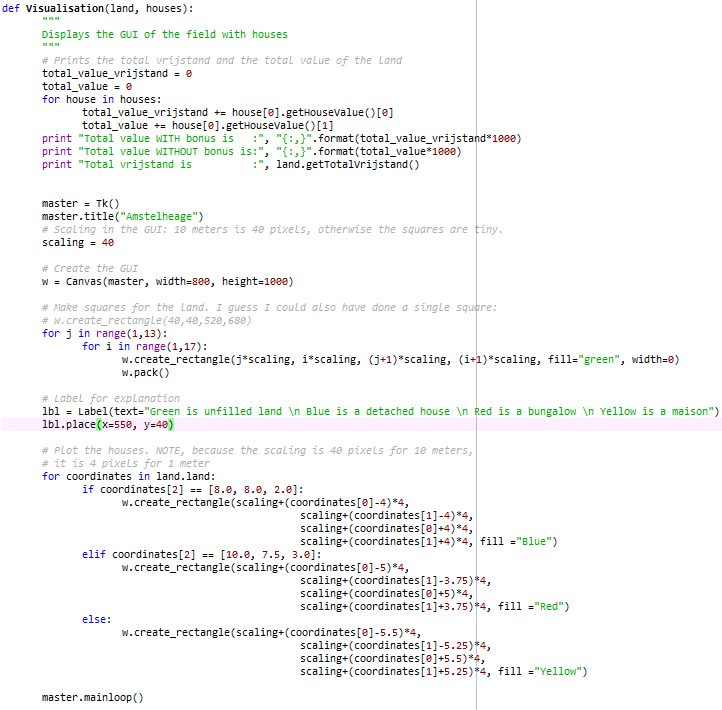 def Visualisation(land, houses):
    """
    Displays the GUI of the field with houses
    """
    # Prints the total vrijstand and the total value of the land
    total_value_vrijstand = 0
    total_value = 0
    for house in houses:
        total_value_vrijstand += house[0].getHouseValue()[0]
        total_value += house[0].getHouseValue()[1]
    print "Total value WITH bonus is   :", "{:,}".format(total_value_vrijstand*1000)
    print "Total value WITHOUT bonus is:", "{:,}".format(total_value*1000)
    print "Total vrijstand is          :", land.getTotalVrijstand()

    master = Tk()
    master.title("Amstelheage")
    # Scaling in the GUI: 10 meters is 40 pixels, otherwise the squares are tiny.
    scaling = 40

    # Create the GUI
    w = Canvas(master, width=800, height=1000)

    # Make squares for the land. I guess I could also have done a single square:
    # w.create_rectangle(40,40,520,680)
    for j in range(1,13):
        for i in range(1,17):
            w.create_rectangle(j*scaling, i*scaling, (j+1)*scaling, (i+1)*scaling, fill="green", width=0)
            w.pack()

    # Label for explanation
    lbl = Label(text="Green is unfilled land \n Blue is a detached house \n Red is a bungalow \n Yellow is a maison")
    lbl.place(x=550, y=40)

    # Plot the houses. NOTE, because the scaling is 40 pixels for 10 meters,
    # it is 4 pixels for 1 meter
    for coordinates in land.land:
        if coordinates[2] == [8.0, 8.0, 2.0]:
            w.create_rectangle(scaling+(coordinates[0]-4)*4,
                               scaling+(coordinates[1]-4)*4,
                               scaling+(coordinates[0]+4)*4,
                               scaling+(coordinates[1]+4)*4, fill ="Blue")
        elif coordinates[2] == [10.0, 7.5, 3.0]:
            w.create_rectangle(scaling+(coordinates[0]-5)*4,
                               scaling+(coordinates[1]-3.75)*4,
                               scaling+(coordinates[0]+5)*4,
                               scaling+(coordinates[1]+3.75)*4, fill ="Red")
        else:
            w.create_rectangle(scaling+(coordinates[0]-5.5)*4,
                               scaling+(coordinates[1]-5.25)*4,
                               scaling+(coordinates[0]+5.5)*4,
                               scaling+(coordinates[1]+5.25)*4, fill ="Yellow")

    master.mainloop()